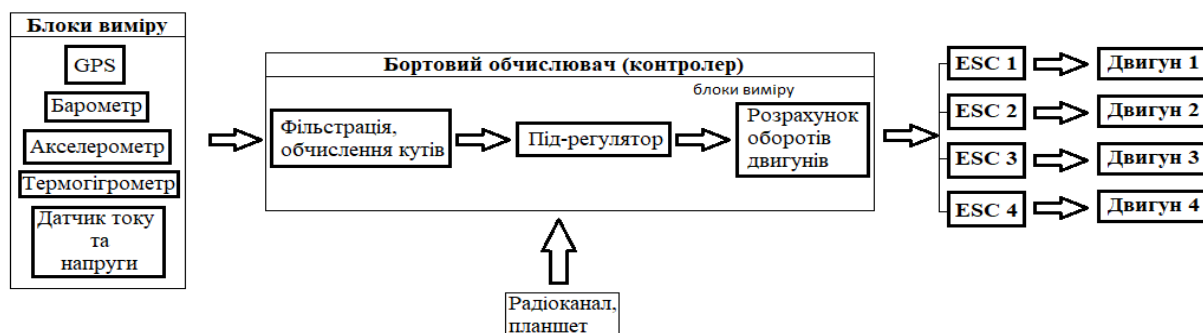 Блоки виміру
GPS
Барометр
Акселерометр
Термогігрометр
Датчик току
та
напруги
Бортовий обчислювач (контролер)
блоки виміру
Фільстрація,
обчислення кутів
Під-регулятор
Розрахунок
оборотів
двигунів
Радіоканал,
планшет
ESC 1
Двигун 1
ESC 2
Двигун 2
ESC 3
Двигун 3
ESC 4
Двигун 4